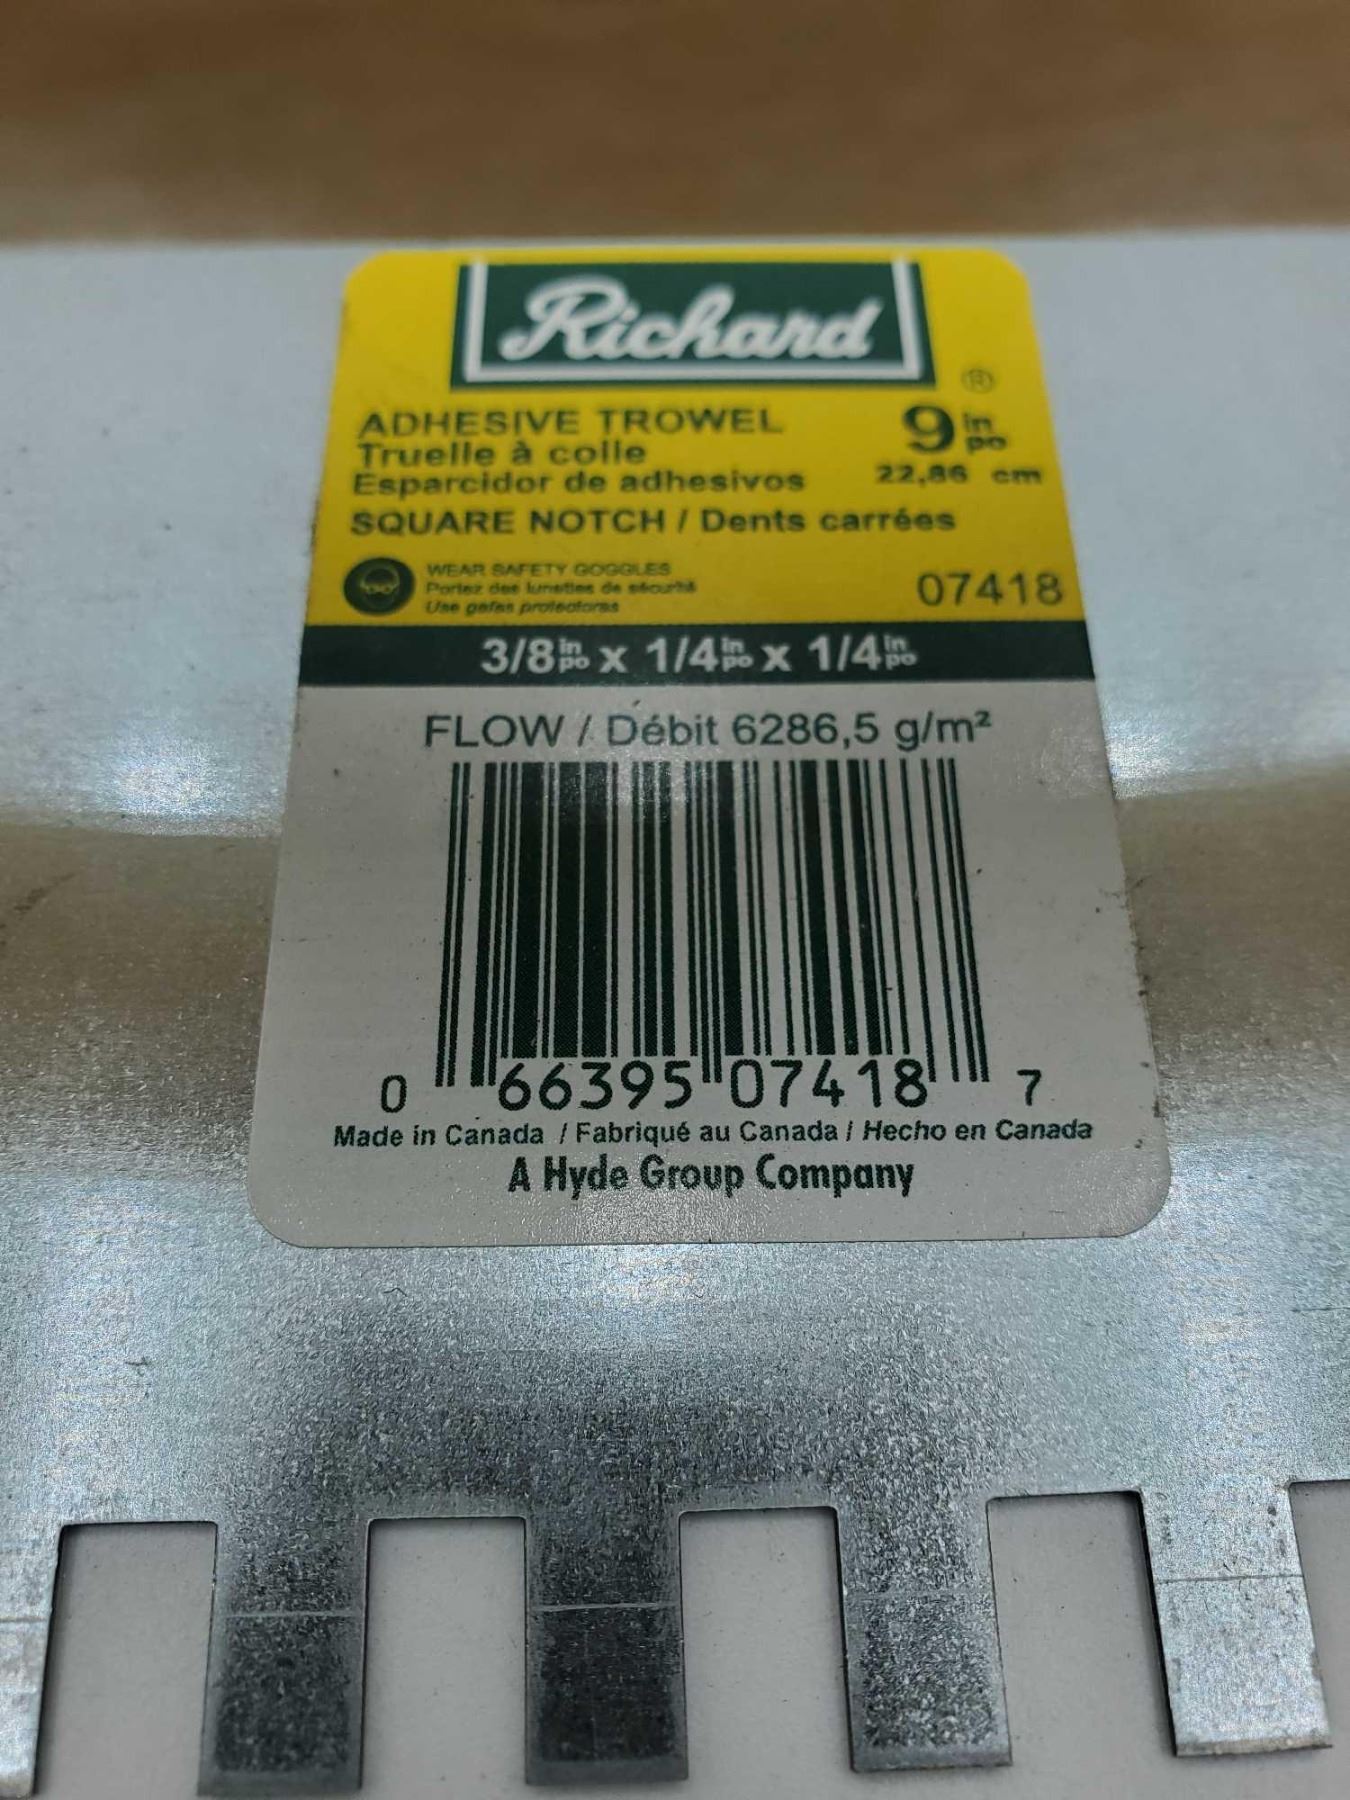 Richard
®
ADHESIVE TROWEL
Truelle à colle
Esparcidor de adhesivos
9 in po
22,86 cm
SQUARE NOTCH / Dents carrées
WEAR SAFETY GOGGLES
Portez des lunettes de sécurité
Use gafas protectoras
07418
3/8 in po x 1/4 in po x 1/4 in po
FLOW / Débit 6286,5 g/m²
0 66395 07418 7
Made in Canada / Fabriqué au Canada / Hecho en Canada
A Hyde Group Company